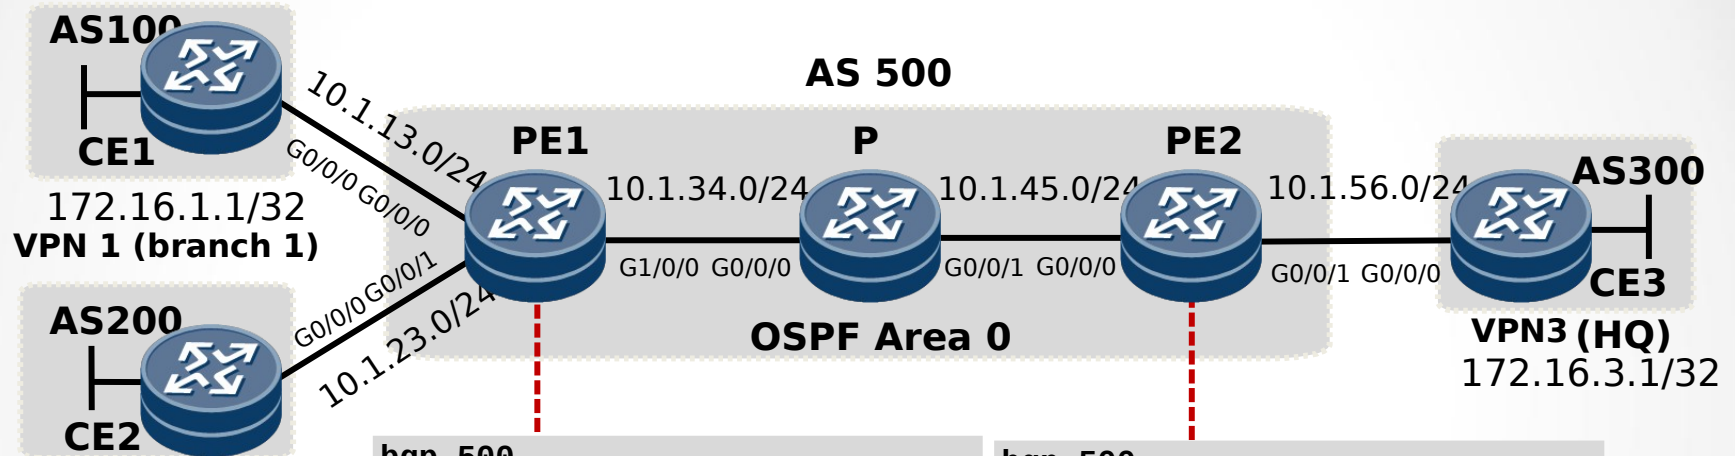 AS100
CE1
172.16.1.1/32
VPN 1 (branch 1)
10.1.13.0/24
G0/0/0 G0/0/0
AS 500
PE1
P
PE2
10.1.34.0/24
10.1.45.0/24
10.1.56.0/24
G1/0/0 G0/0/0
G0/0/1 G0/0/0
G0/0/1 G0/0/0
OSPF Area 0
AS300
CE3
VPN3 (HQ)
172.16.3.1/32
AS200
CE2
G0/0/0 G0/0/1
10.1.23.0/24
bgp 500
bgp 500